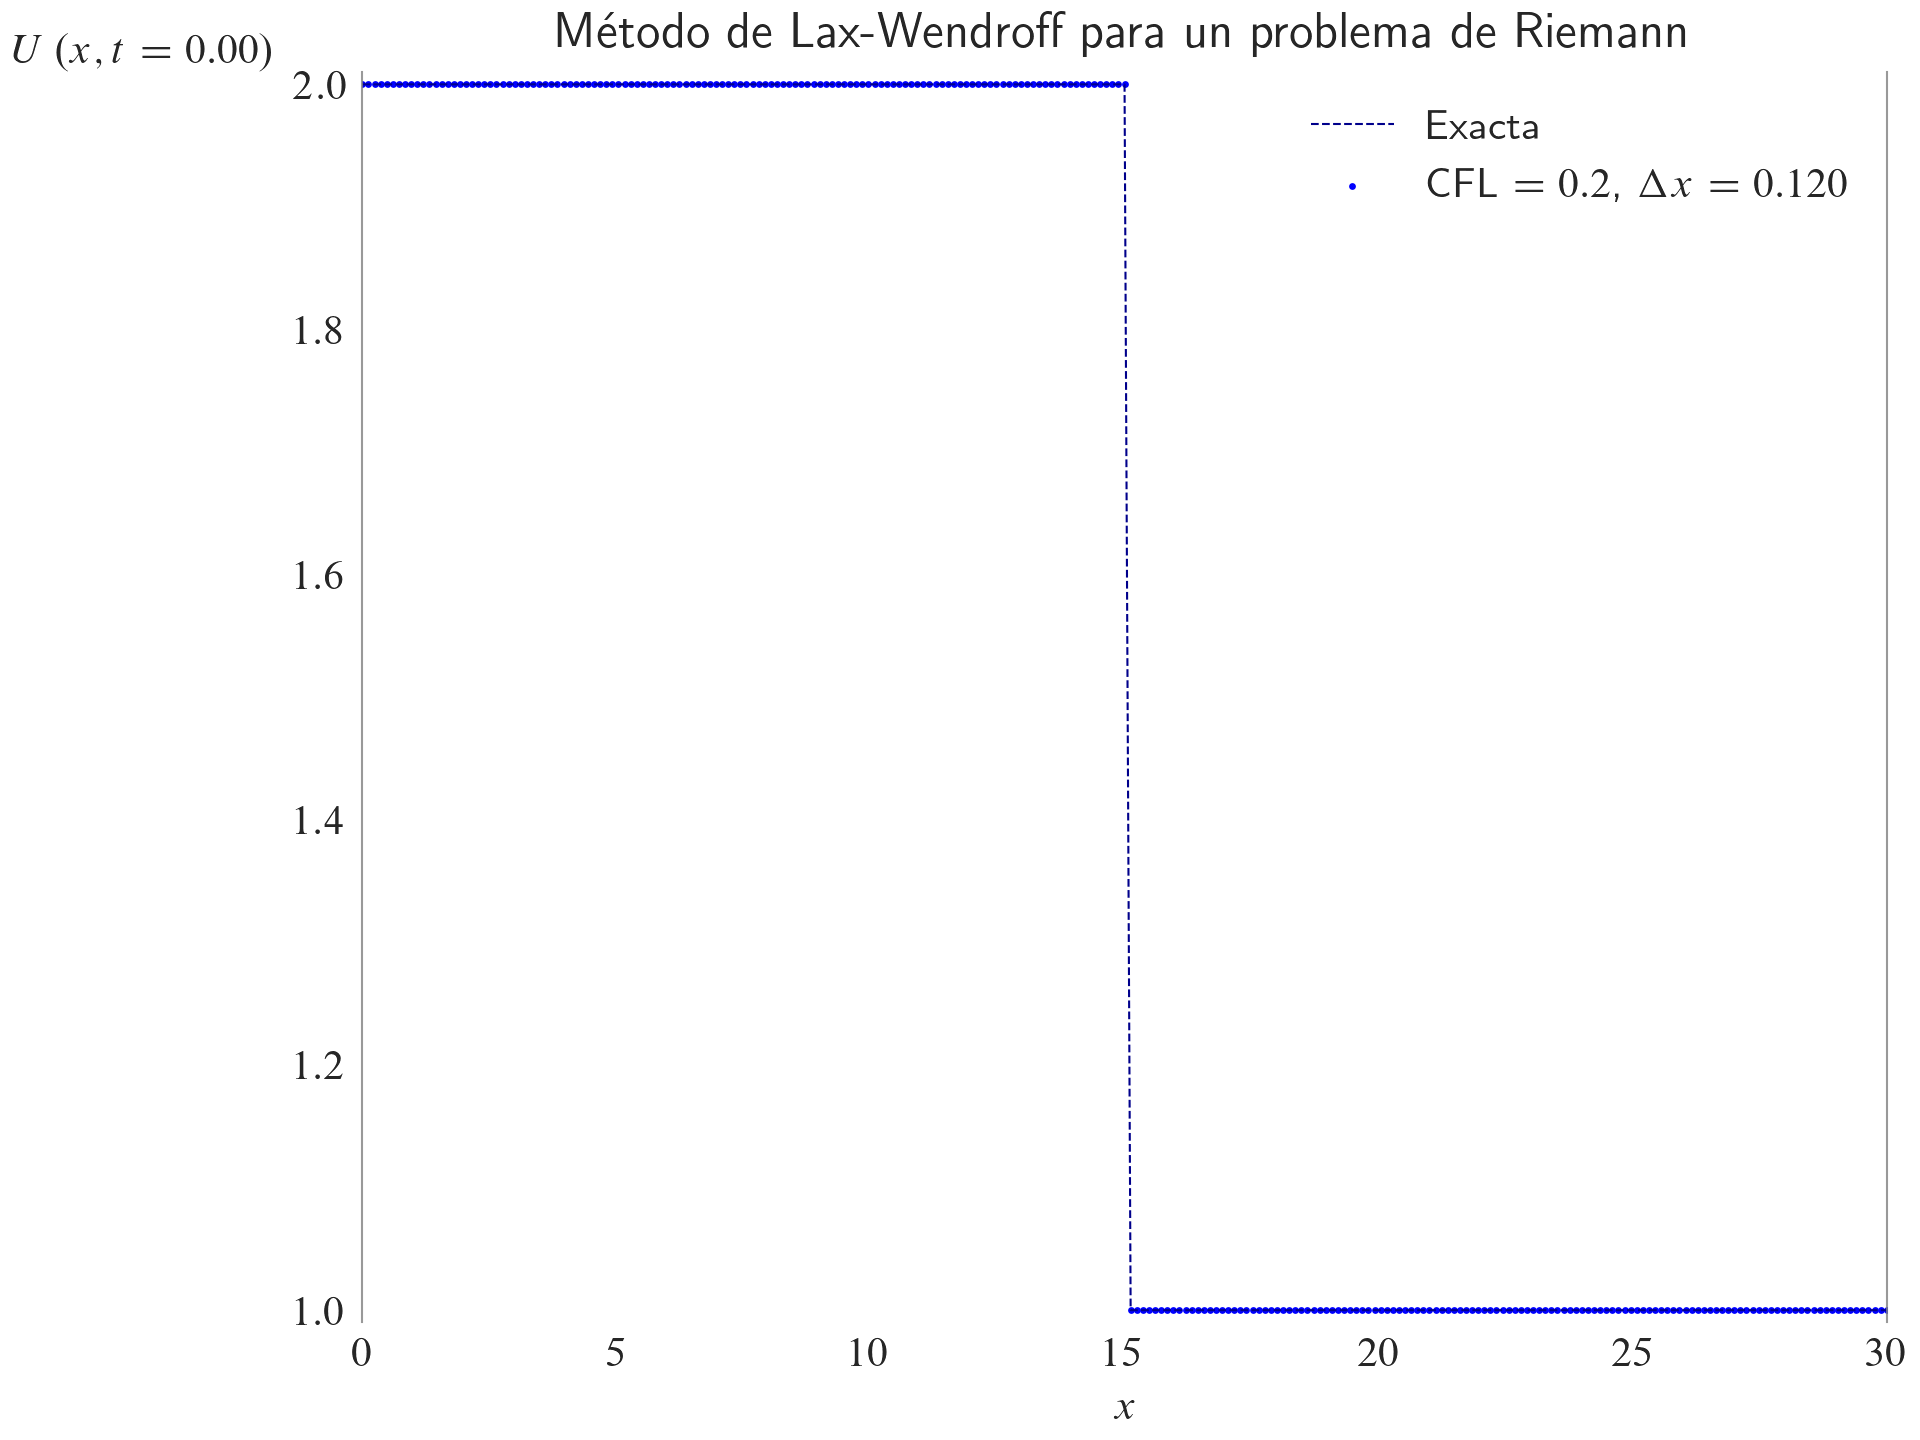 Método de Lax-Wendroff para un problema de Riemann
U (x, t = 0.00)
2.0
Exacta
CFL = 0.2, Δx = 0.120
1.8
1.6
1.4
1.2
1.0
0 5 10 15 20 25 30
x